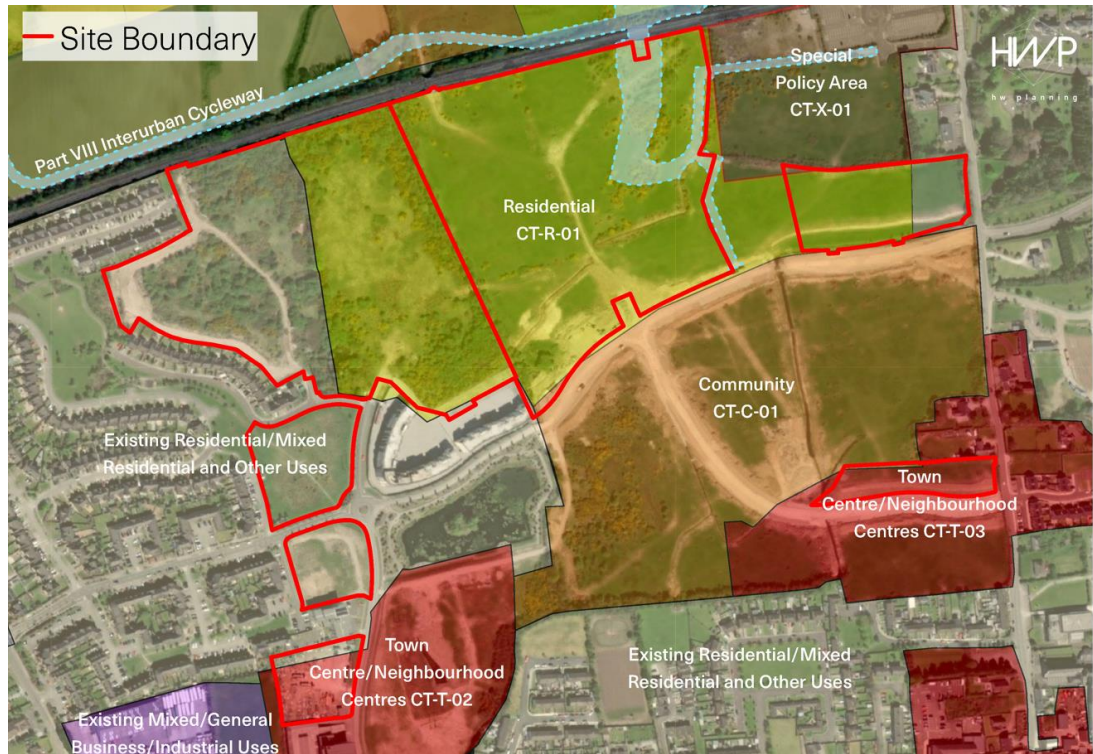 Site Boundary
HWP
hw planning
Part VIII Interurban Cycleway
Special
Policy Area
CT-X-01
Residential
CT-R-01
Community
CT-C-01
Existing Residential/Mixed
Residential and Other Uses
Town
Centre/Neighbourhood
Centres CT-T-03
Town
Centre/Neighbourhood
Centres CT-T-02
Existing Residential/Mixed
Residential and Other Uses
Existing Mixed/General
Business/Industrial Uses